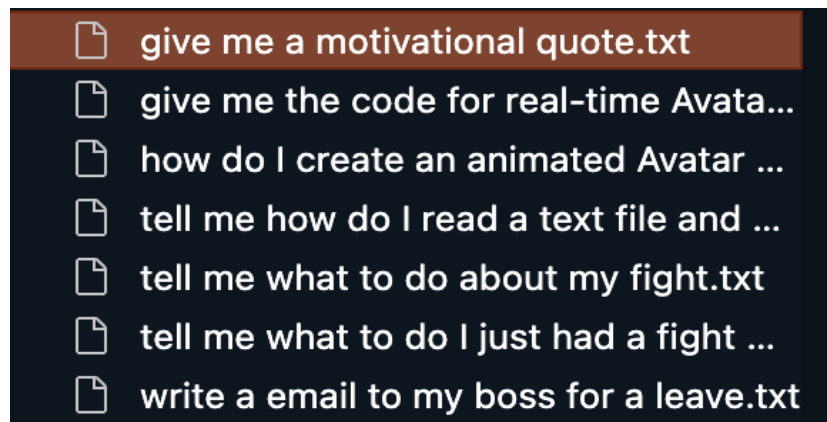 give me a motivational quote.txt
give me the code for real-time Avata...
how do I create an animated Avatar ...
tell me how do I read a text file and ...
tell me what to do about my fight.txt
tell me what to do I just had a fight ...
write a email to my boss for a leave.txt